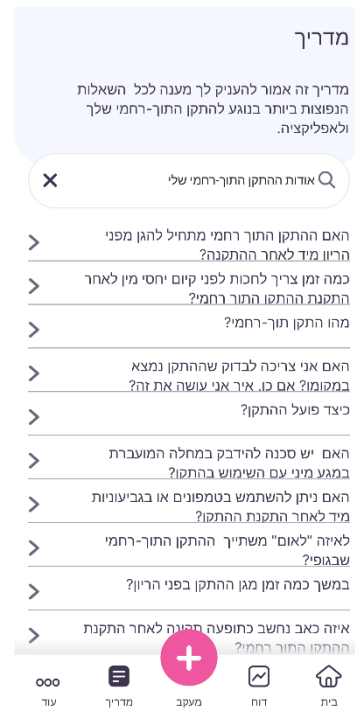 מדריך
מדריך זה אמור להעניק לך מענה לכל השאלות
הנפוצות ביותר בנוגע להתקן התוך-רחמי שלך
ולאפליקציה.
אודות ההתקן התוך-רחמי שלי
האם ההתקן התוך רחמי מתחיל להגן מפני
הריון מיד לאחר ההתקנה?
כמה זמן צריך לחכות לפני קיום יחסי מין לאחר
התקנת ההתקן התוך רחמי?
מהו התקן תוך-רחמי?
האם אני צריכה לבדוק שההתקן נמצא
במקומו? אם כן, איך אני עושה את זה?
כיצד פועל ההתקן?
האם יש סכנה להידבק במחלה המועברת
במגע מיני עם השימוש בהתקן?
האם ניתן להשתמש בטמפונים או בגביעוניות
מיד לאחר התקנת ההתקן?
לאיזה "לאום" משתייך ההתקן התוך-רחמי
שבגופי?
במשך כמה זמן מגן ההתקן בפני הריון?
איזה כאב נחשב כתופעה תקינה לאחר התקנת
ההתקן התוך רחמי?
בית
דוח
מעקב
מדריך
עוד